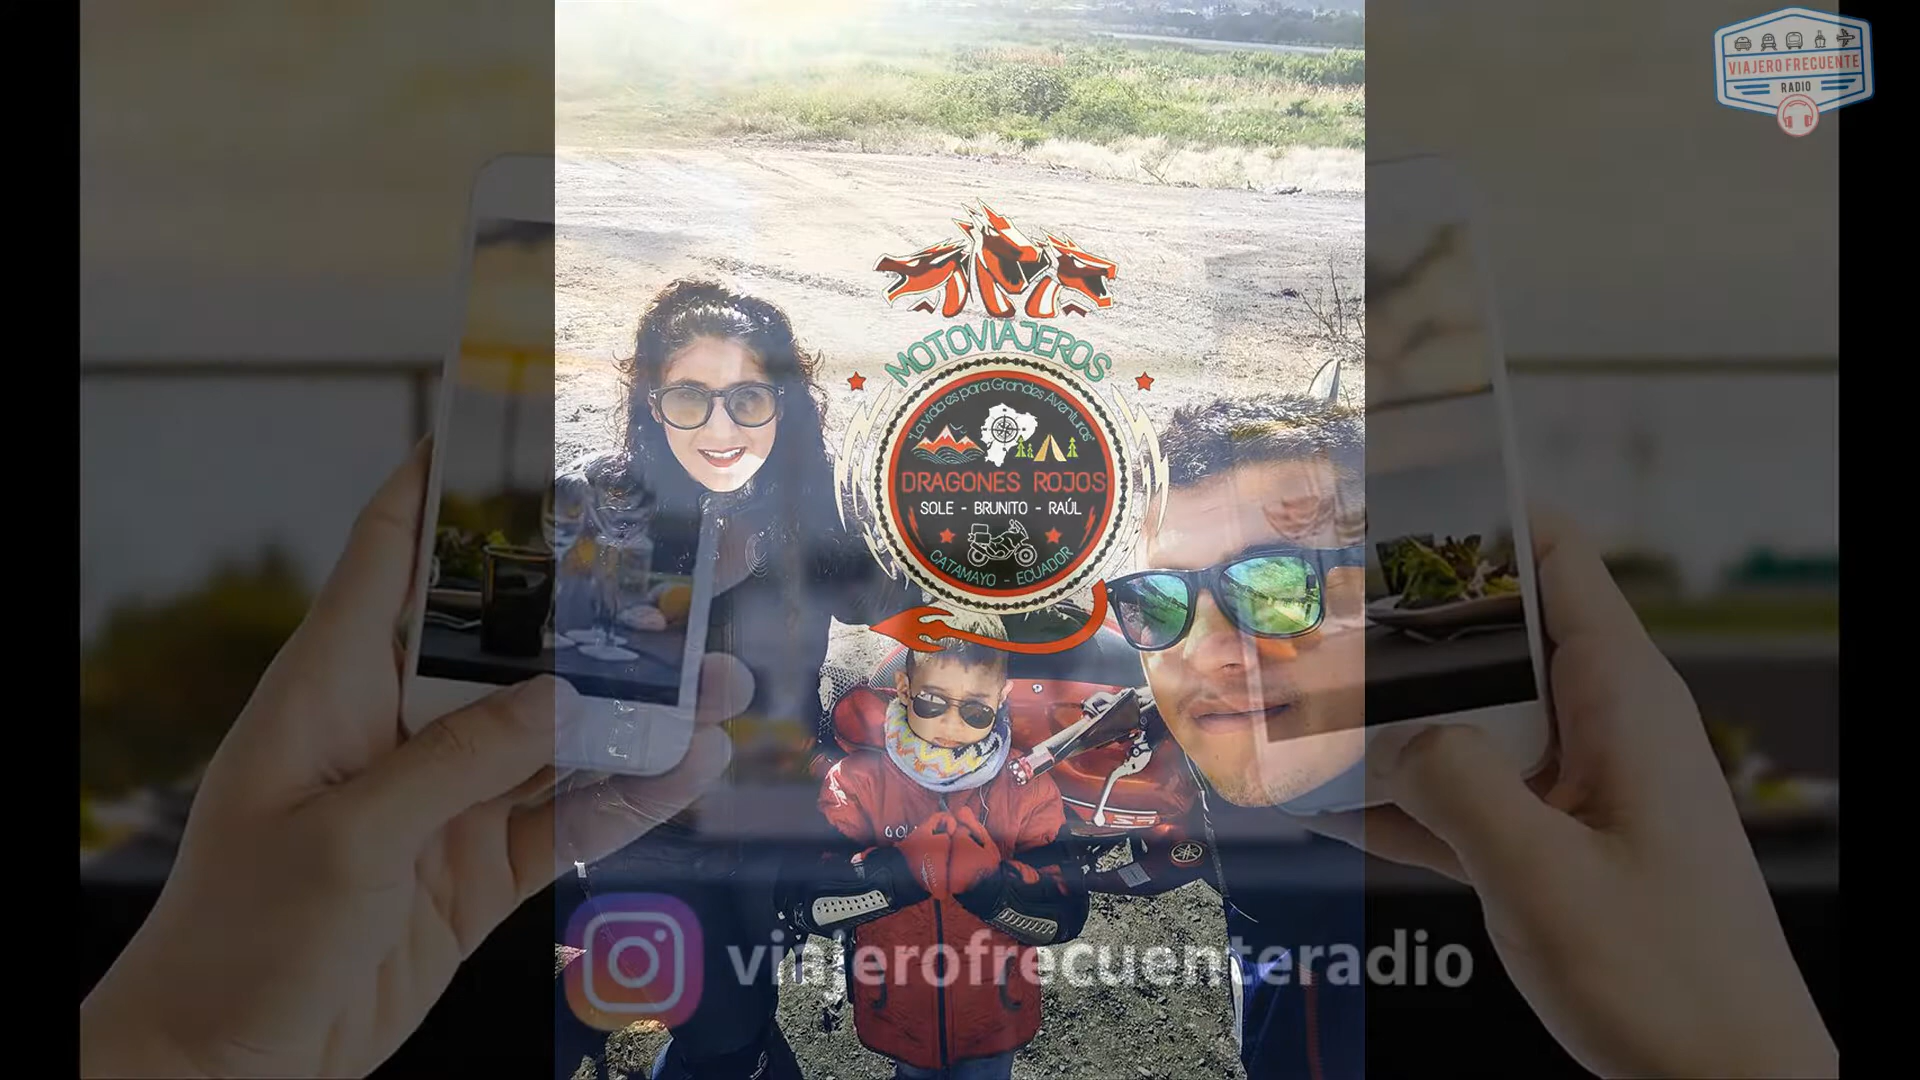 VIAJERO FRECUENTE
RADIO
MOTOVIAJEROS
"La vida es para Grandes Aventuras"
DRAGONES ROJOS
SOLE - BRUNITO - RAÚL
CATAMAYO - ECUADOR
viajerofrecuenteradio